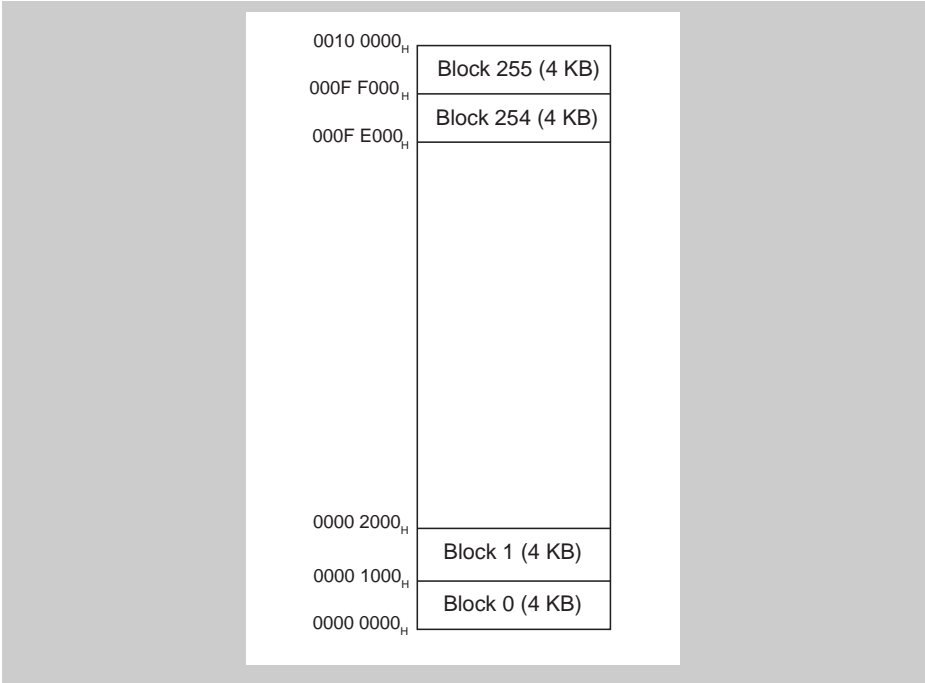 0010 0000H
Block 255 (4 KB)
000F F000H
Block 254 (4 KB)
000F E000H
0000 2000H
Block 1 (4 KB)
0000 1000H
Block 0 (4 KB)
0000 0000H